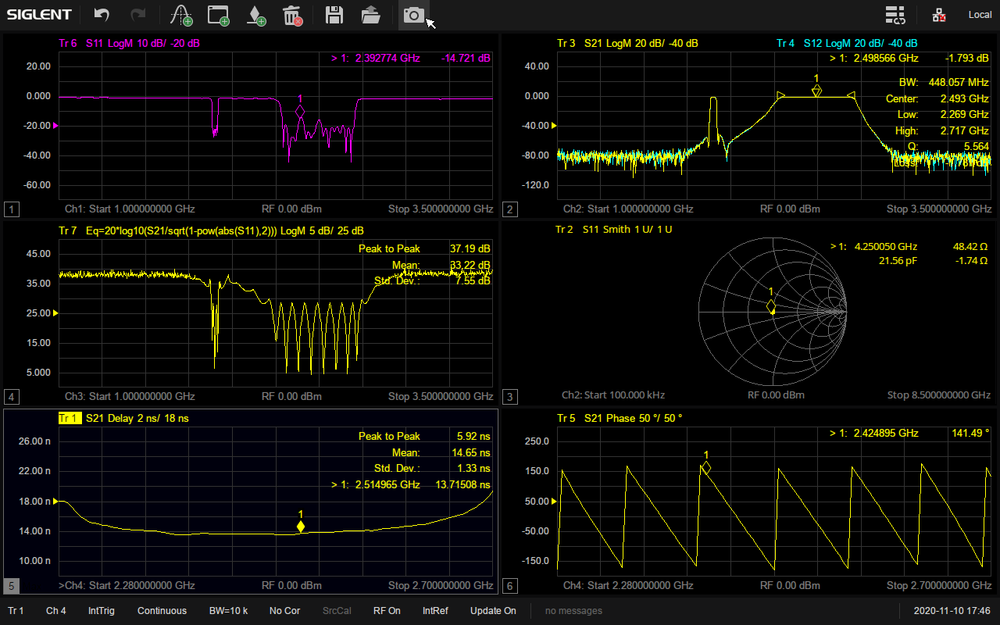 SIGLENT
Local
Tr 6 S11 LogM 10 dB/ -20 dB
> 1: 2.392774 GHz -14.721 dB
20.00
0.000
-20.00
-40.00
-60.00
1
1 Ch1: Start 1.000000000 GHz RF 0.00 dBm Stop 3.500000000 GHz
Tr 3 S21 LogM 20 dB/ -40 dB Tr 4 S12 LogM 20 dB/ -40 dB
> 1: 2.498566 GHz -1.793 dB
BW: 448.057 MHz
Center: 2.493 GHz
Low: 2.269 GHz
High: 2.717 GHz
Q: 5.564
Loss:
40.00
0.000
-40.00
-80.00
-120.0
1
2 Ch2: Start 1.000000000 GHz RF 0.00 dBm Stop 3.500000000 GHz
Tr 7 Eq=20*log10(S21/sqrt(1-pow(abs(S11),2))) LogM 5 dB/ 25 dB
Peak to Peak 37.19 dB
Mean: 33.22 dB
Std. Dev.: 7.55 dB
45.00
35.00
25.00
15.00
5.000
4 Ch3: Start 1.000000000 GHz RF 0.00 dBm Stop 3.500000000 GHz
Tr 2 S11 Smith 1 U/ 1 U
> 1: 4.250050 GHz 48.42 Ω
21.56 pF -1.74 Ω
1
3 Ch2: Start 100.000 kHz RF 0.00 dBm Stop 8.500000000 GHz
Tr 1 S21 Delay 2 ns/ 18 ns
Peak to Peak 5.92 ns
Mean: 14.65 ns
Std. Dev.: 1.33 ns
> 1: 2.514965 GHz 13.71508 ns
26.00 n
22.00 n
18.00 n
14.00 n
10.00 n
1
5 >Ch4: Start 2.280000000 GHz RF 0.00 dBm Stop 2.700000000 GHz
Tr 5 S21 Phase 50 °/ 50 °
> 1: 2.424895 GHz 141.49 °
250.0
150.0
50.00
-50.00
-150.0
1
6 Ch4: Start 2.280000000 GHz RF 0.00 dBm Stop 2.700000000 GHz
Tr 1 Ch 4 IntTrig Continuous BW=10 k No Cor SrcCal RF On IntRef Update On no messages 2020-11-10 17:46